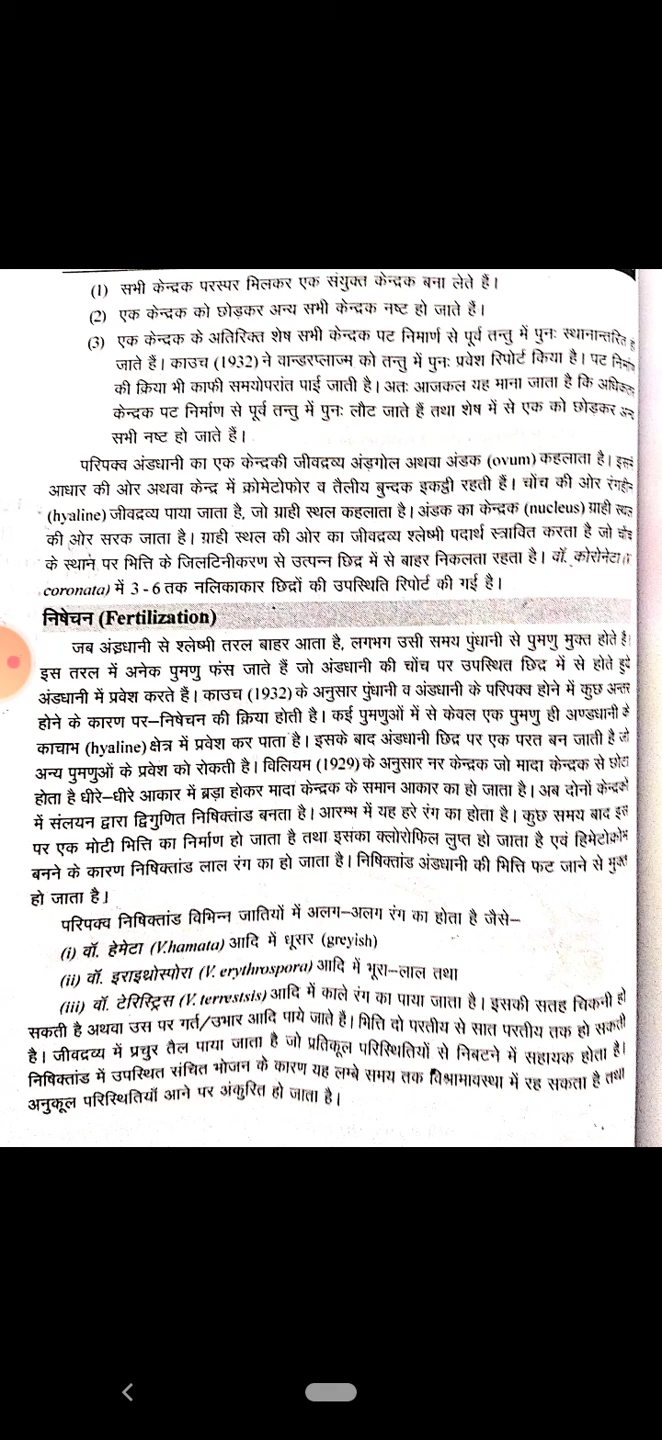 (1) सभी केन्द्रक परस्पर मिलकर एक संयुक्त केन्द्रक बना लेते हैं।
(2) एक केन्द्रक को छोड़कर अन्य सभी केन्द्रक नष्ट हो जाते हैं।
(3) एक केन्द्रक के अतिरिक्त शेष सभी केन्द्रक पट निमार्ण से पूर्व तन्तु में पुनः स्थानान्तरित
जाते हैं। काउच (1932) ने वान्डरप्लाज्म को तन्तु में पुनः प्रवेश रिपोर्ट किया है। पट
की क्रिया भी काफी समयोपरांत पाई जाती है। अतः आजकल यह माना जाता है कि
केन्द्रक पट निर्माण से पूर्व तन्तु में पुनः लौट जाते हैं तथा शेष में से एक को छोड़कर
सभी नष्ट हो जाते हैं।
परिपक्व अंडधानी का एक केन्द्रकी जीवद्रव्य अंड़गोल अथवा अंडक (ovum) कहलाता है।
आधार की ओर अथवा केन्द्र में क्रोमेटोफोर व तैलीय बुन्दक इकट्ठी रहती हैं। चोंच की ओर रंगहीन
(hyaline) जीवद्रव्य पाया जाता है, जो ग्राही स्थल कहलाता है। अंडक का केन्द्रक (nucleus) ग्राही स्थल
की ओर सरक जाता है। ग्राही स्थल की ओर का जीवद्रव्य श्लेष्मी पदार्थ स्त्रावित करता है जो चोंच
के स्थान पर भित्ति के जिलटिनीकरण से उत्पन्न छिद्र में से बाहर निकलता रहता है। वॉ. कोरोनेटा
coronata) में 3 - 6 तक नलिकाकार छिद्रों की उपस्थिति रिपोर्ट की गई है।
निषेचन (Fertilization)
जब अंडधानी से श्लेष्मी तरल बाहर आता है, लगभग उसी समय पुंधानी से पुमणु मुक्त होते है।
इस तरल में अनेक पुमणु फंस जाते हैं जो अंडधानी की चोंच पर उपस्थित छिद्र में से होते हुये
अंडधानी में प्रवेश करते हैं। काउच (1932) के अनुसार पुंधानी व अंडधानी के परिपक्व होने में कुछ अन्तर
होने के कारण पर–निषेचन की क्रिया होती है। कई पुमणुओं में से केवल एक पुमणु ही अण्डधानी के
काचाभ (hyaline) क्षेत्र में प्रवेश कर पाता है। इसके बाद अंडधानी छिद्र पर एक परत बन जाती है जो
अन्य पुमणुओं के प्रवेश को रोकती है। विलियम (1929) के अनुसार नर केन्द्रक जो मादा केन्द्रक से छोटा
होता है धीरे–धीरे आकार में बड़ा होकर मादा केन्द्रक के समान आकार का हो जाता है। अब दोनों केन्द्रकों
में संलयन द्वारा द्विगुणित निषिक्तांड बनता है। आरम्भ में यह हरे रंग का होता है। कुछ समय बाद इस
पर एक मोटी भित्ति का निर्माण हो जाता है तथा इसका क्लोरोफिल लुप्त हो जाता है एवं हिमेटोक्रोम
बनने के कारण निषिक्तांड लाल रंग का हो जाता है। निषिक्तांड अंडधानी की भित्ति फट जाने से मुक्त
हो जाता है।
परिपक्व निषिक्तांड विभिन्न जातियों में अलग–अलग रंग का होता है जैसे–
(i) वॉ. हेमेटा (V.hamata) आदि में धूसर (greyish)
(ii) वॉ. इराइथोस्पोरा (V. erythrospora) आदि में भूरा–लाल तथा
(iii) वॉ. टेरिस्ट्रिस (V. terrestsis) आदि में काले रंग का पाया जाता है। इसकी सतह चिकनी हो
सकती है अथवा उस पर गर्त/उभार आदि पाये जाते है। भित्ति दो परतीय से सात परतीय तक हो सकती
है। जीवद्रव्य में प्रचुर तैल पाया जाता है जो प्रतिकूल परिस्थितियों से निबटने में सहायक होता है।
निषिक्तांड में उपस्थित संचित भोजन के कारण यह लम्बे समय तक विश्रामावस्था में रह सकता है तथा
अनुकूल परिस्थितियाँ आने पर अंकुरित हो जाता है।